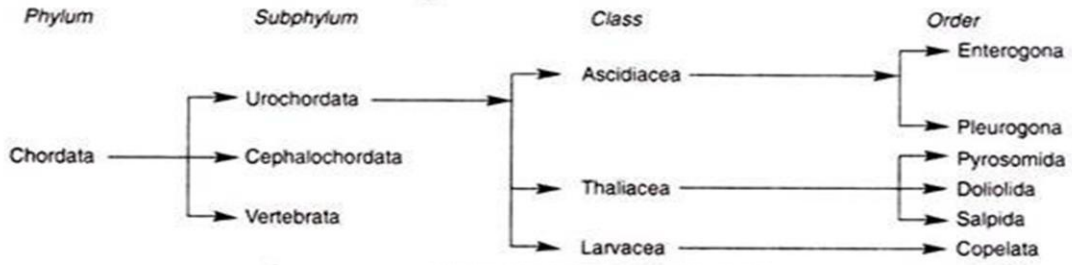 Phylum Subphylum Class Order
Enterogona
Ascidiacea
Urochordata
Pleurogona
Chordata Cephalochordata Pyrosomida
Thaliacea Doliolida
Vertebrata Salpida
Larvacea Copelata